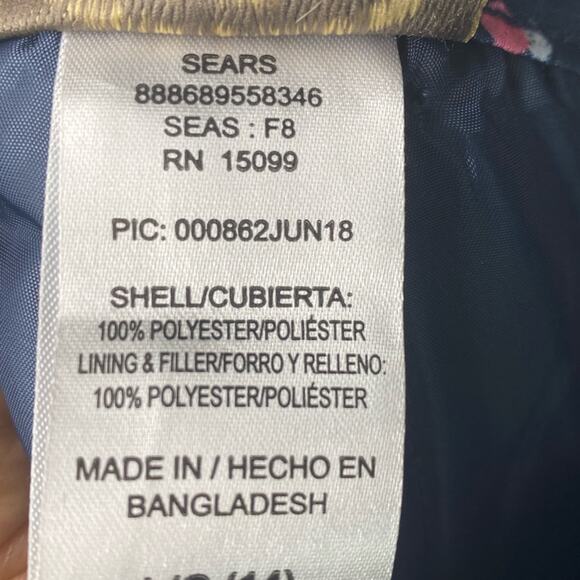 SEARS
888689558346
SEAS : F8
RN 15099
PIC: 000862JUN18
SHELL/CUBIERTA:
100% POLYESTER/POLIÉSTER
LINING & FILLER/FORRO Y RELLENO:
100% POLYESTER/POLIÉSTER
MADE IN / HECHO EN
BANGLADESH